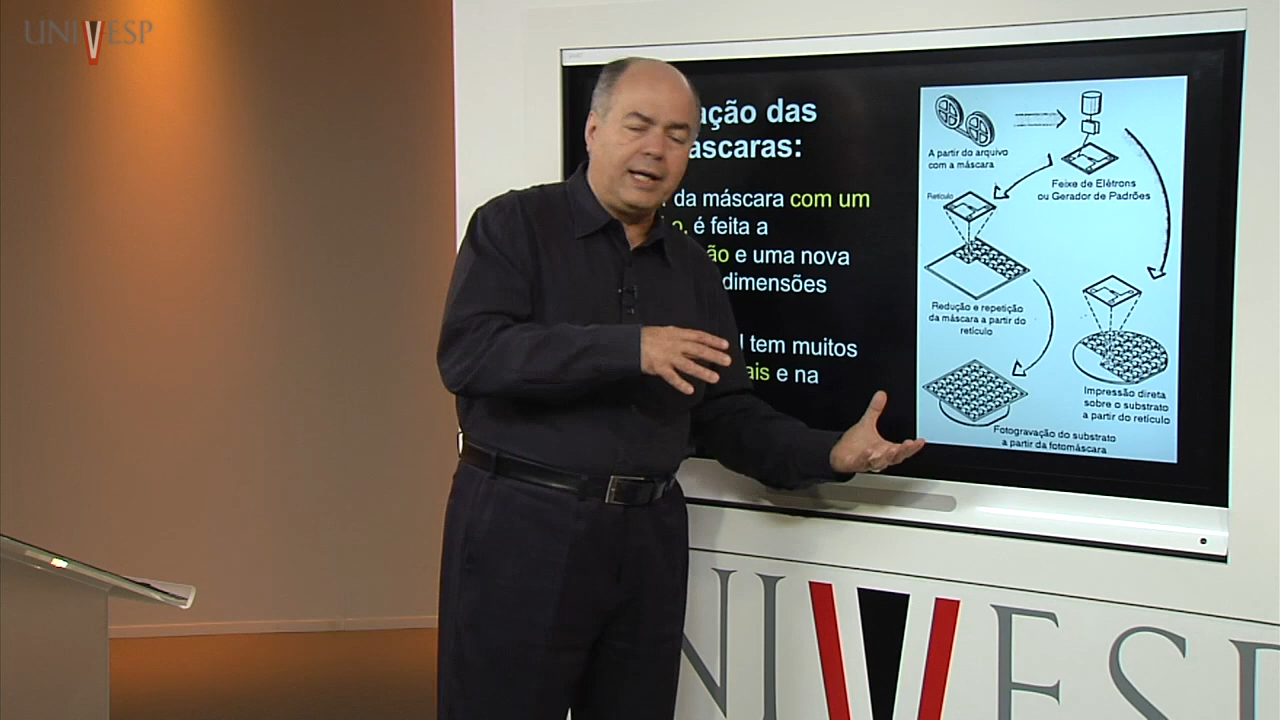 UNIVESP
ação das
áscaras:
da máscara com um
o, é feita a
ão e uma nova
dimensões
l tem muitos
ais e na
A partir do arquivo
com a máscara
Feixe de Elétrons
ou Gerador de Padrões
Retículo
Redução e repetição
da máscara a partir do
retículo
Impressão direta
sobre o substrato
a partir do retículo
Fotogravação do substrato
a partir da fotomáscara
NIVESP